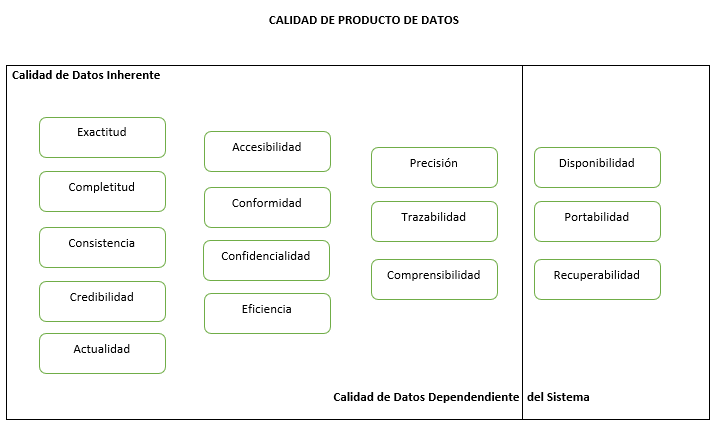 CALIDAD DE PRODUCTO DE DATOS
Calidad de Datos Inherente
Exactitud
Completitud
Consistencia
Credibilidad
Actualidad
Accesibilidad
Conformidad
Confidencialidad
Eficiencia
Precisión
Trazabilidad
Comprensibilidad
Disponibilidad
Portabilidad
Recuperabilidad
Calidad de Datos Dependendiente del Sistema